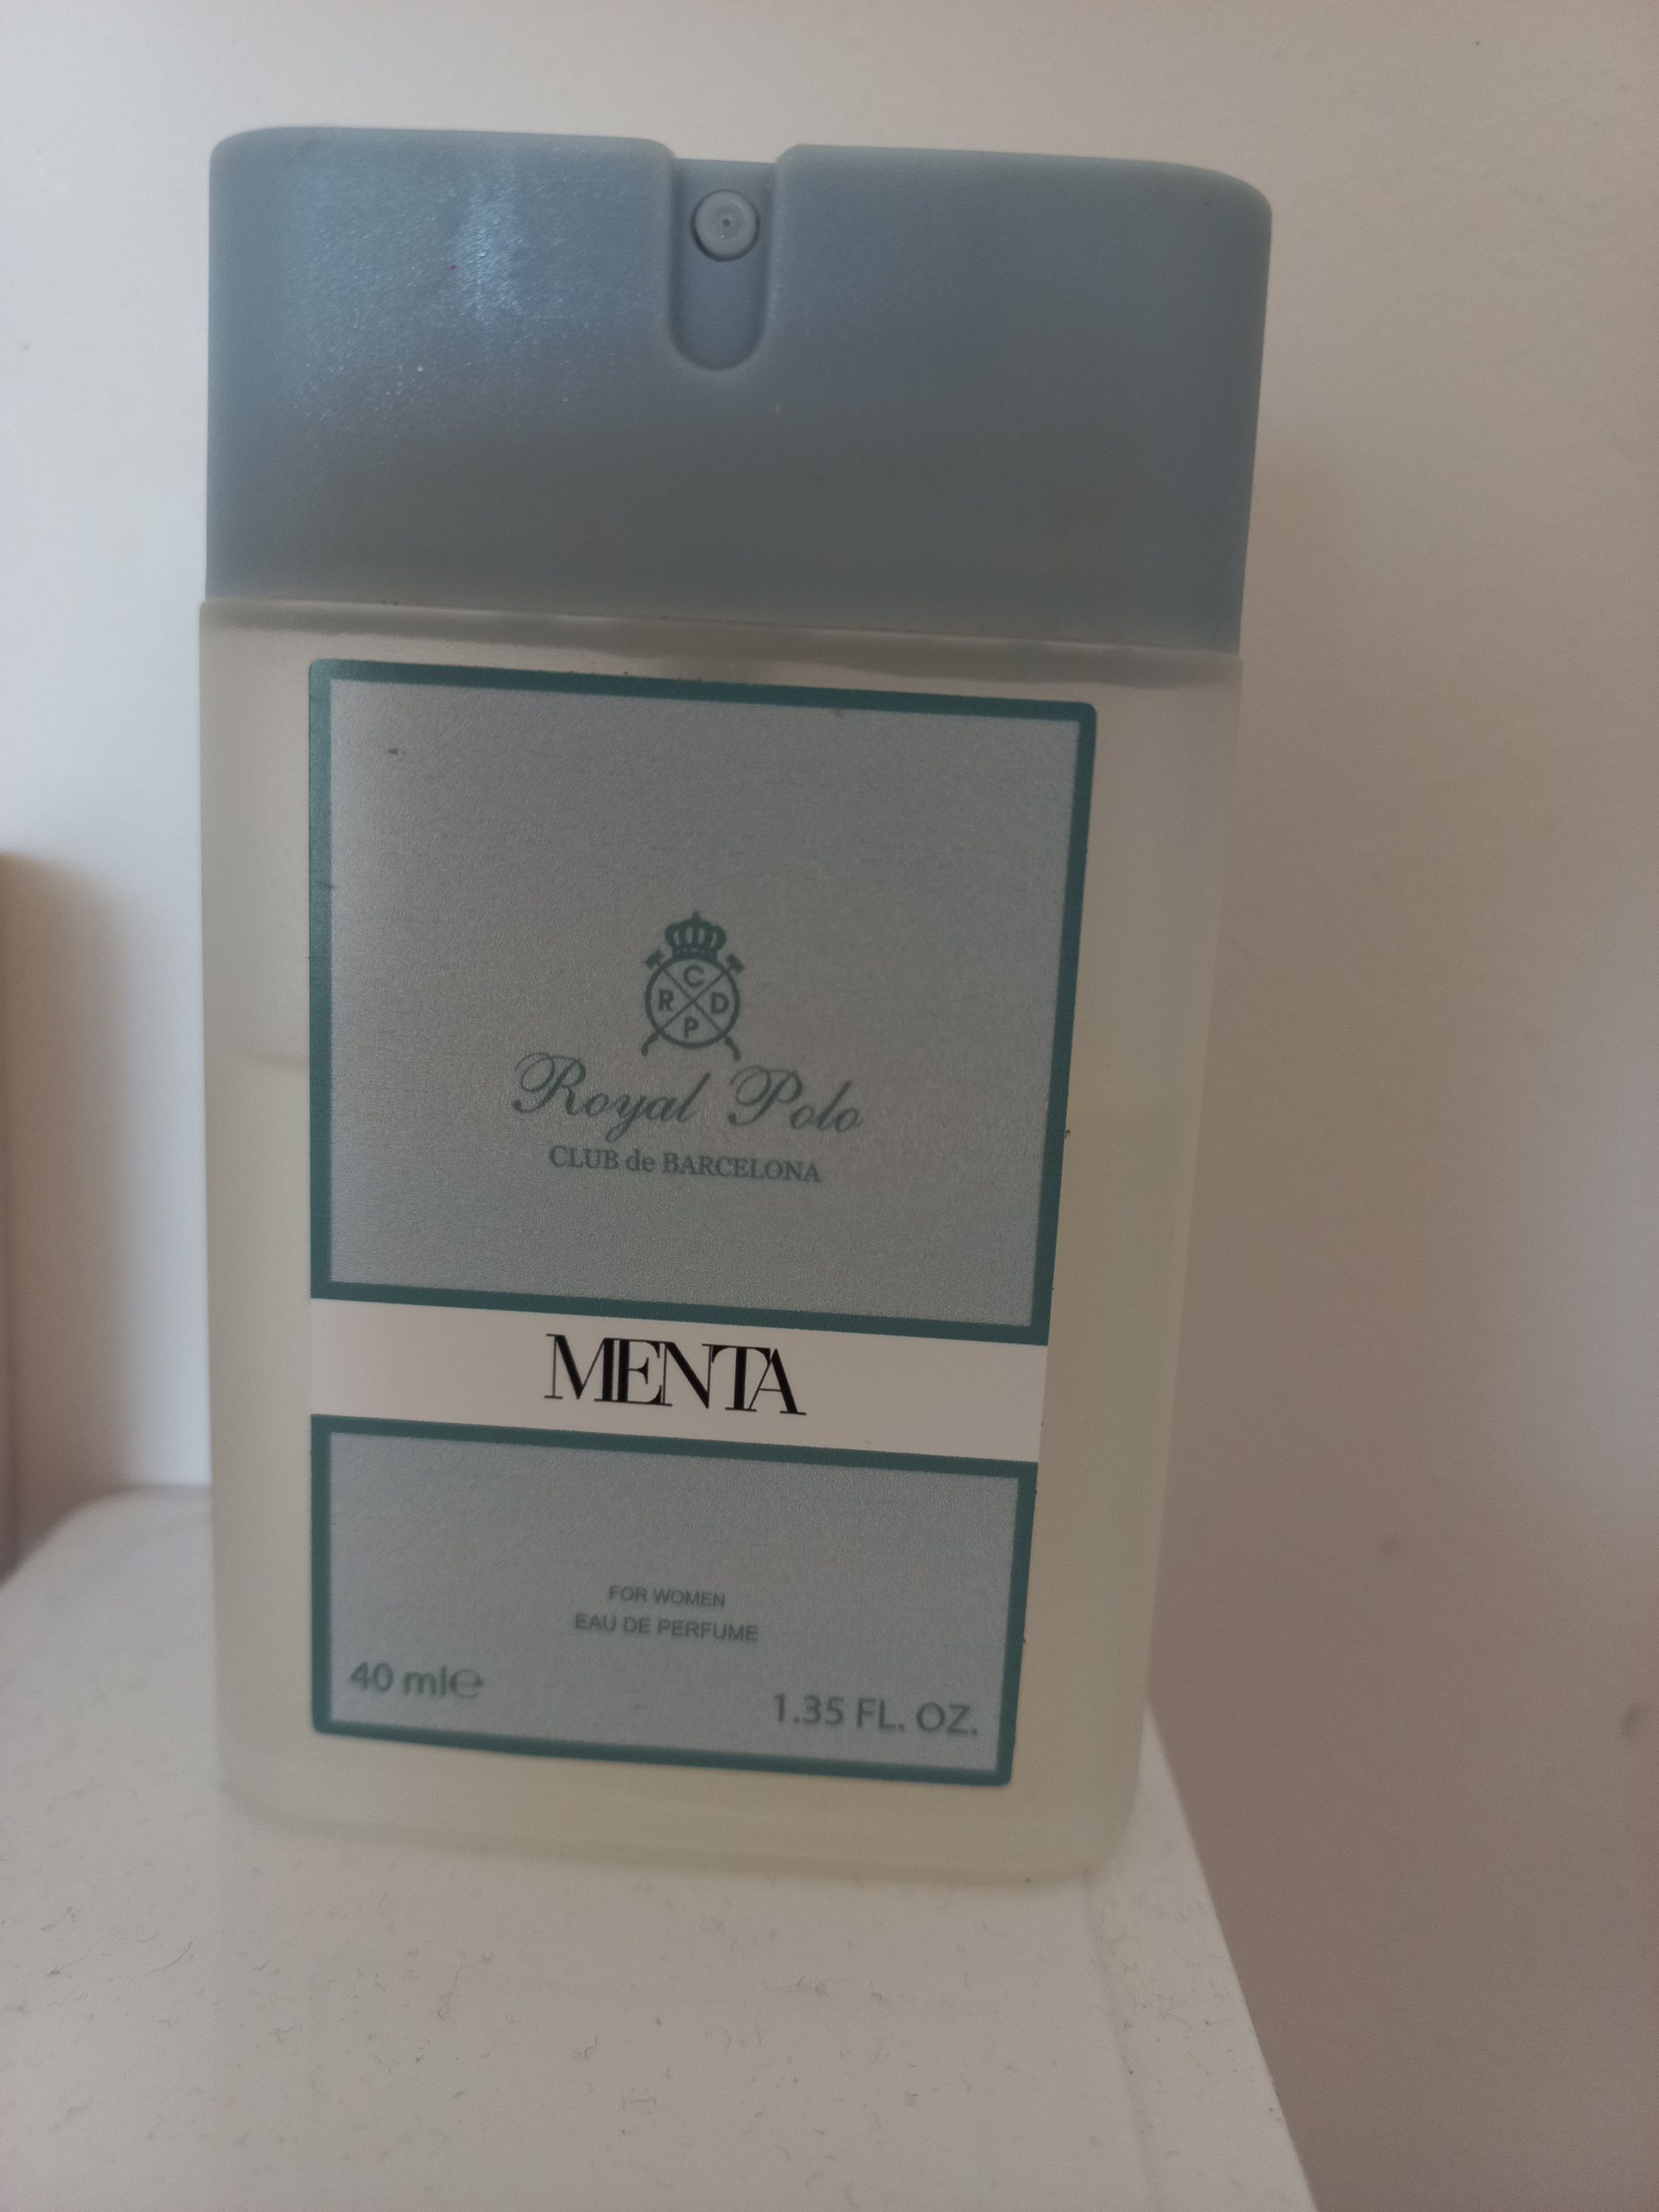 C
R D
P
Royal Polo
CLUB de BARCELONA
MENTA
FOR WOMEN
EAU DE PERFUME
40 ml℮ 1.35 FL. OZ.